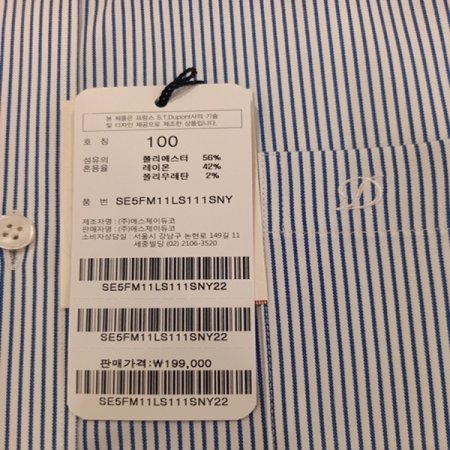 본 제품은 프랑스 S.T.Dupont사의 기술
및 디자인 제공으로 제조한 상품입니다.
호 칭 100
섬유의 폴리에스터 56%
혼용율 레이온 42%
폴리우레탄 2%
품 번 SE5FM11LS111SNY
제조자명 : (주)에스제이듀코
판매자명 : (주)에스제이듀코
소비자상담실 : 서울시 강남구 논현로 149길 11
세중빌딩 (02) 2106-3520
SE5FM11LS111SNY22
SE5FM11LS111SNY22
판매가격:₩199,000
SE5FM11LS111SNY22